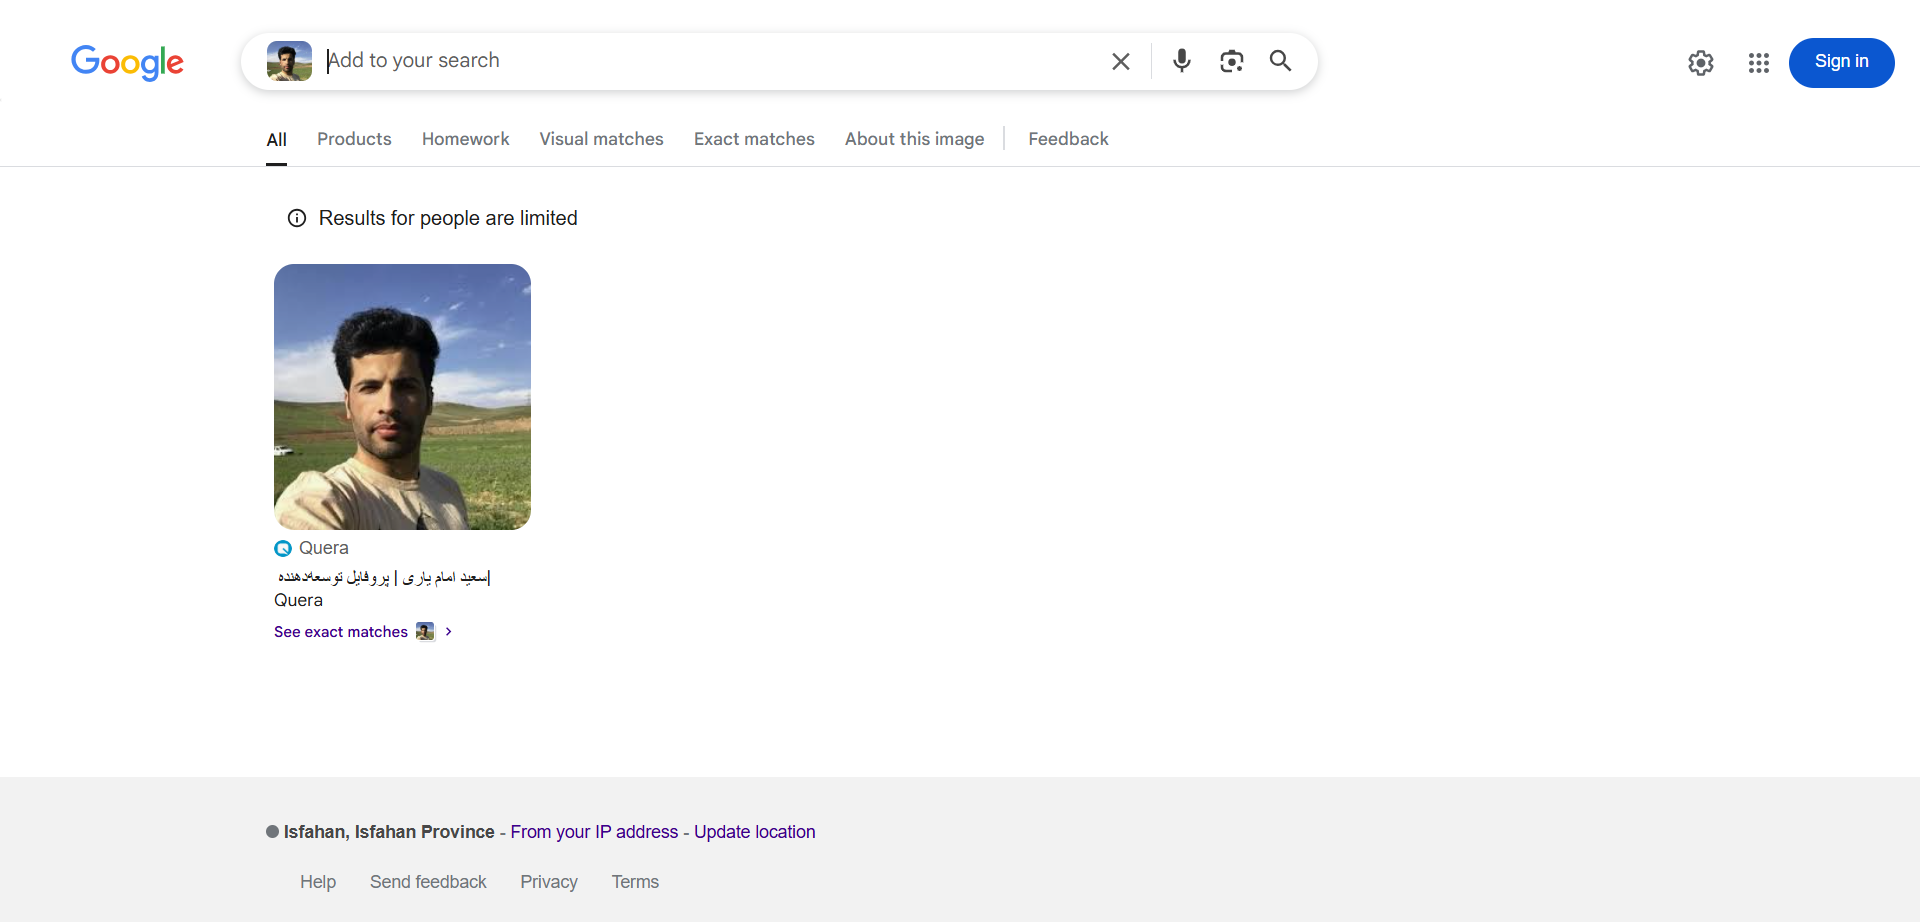 Google
Add to your search
Sign in
All Products Homework Visual matches Exact matches About this image Feedback
Results for people are limited
Quera
سعید امام یاری | پروفایل توسعه‌دهنده |
Quera
See exact matches
Isfahan, Isfahan Province - From your IP address - Update location
Help Send feedback Privacy Terms